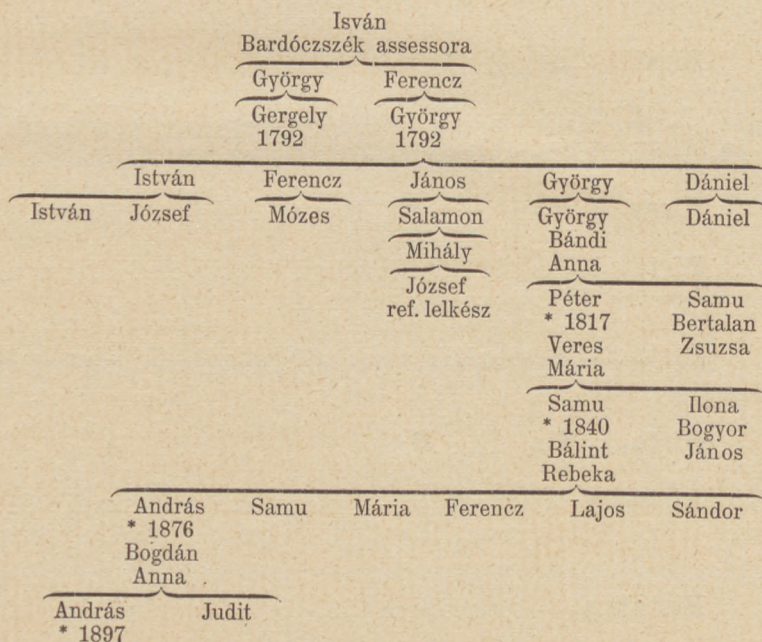 Isván
Bardóczszék assessora
György Ferencz
Gergely György
1792 1792
István Ferencz János György Dániel
István József Mózes Salamon György Dániel
Bándi
Mihály Anna
József Péter Samu
ref. lelkész * 1817 Bertalan
Veres Zsuzsa
Mária
Samu Ilona
* 1840 Bogyor
Bálint János
Rebeka
András Samu Mária Ferencz Lajos Sándor
* 1876
Bogdán
Anna
András Judit
* 1897